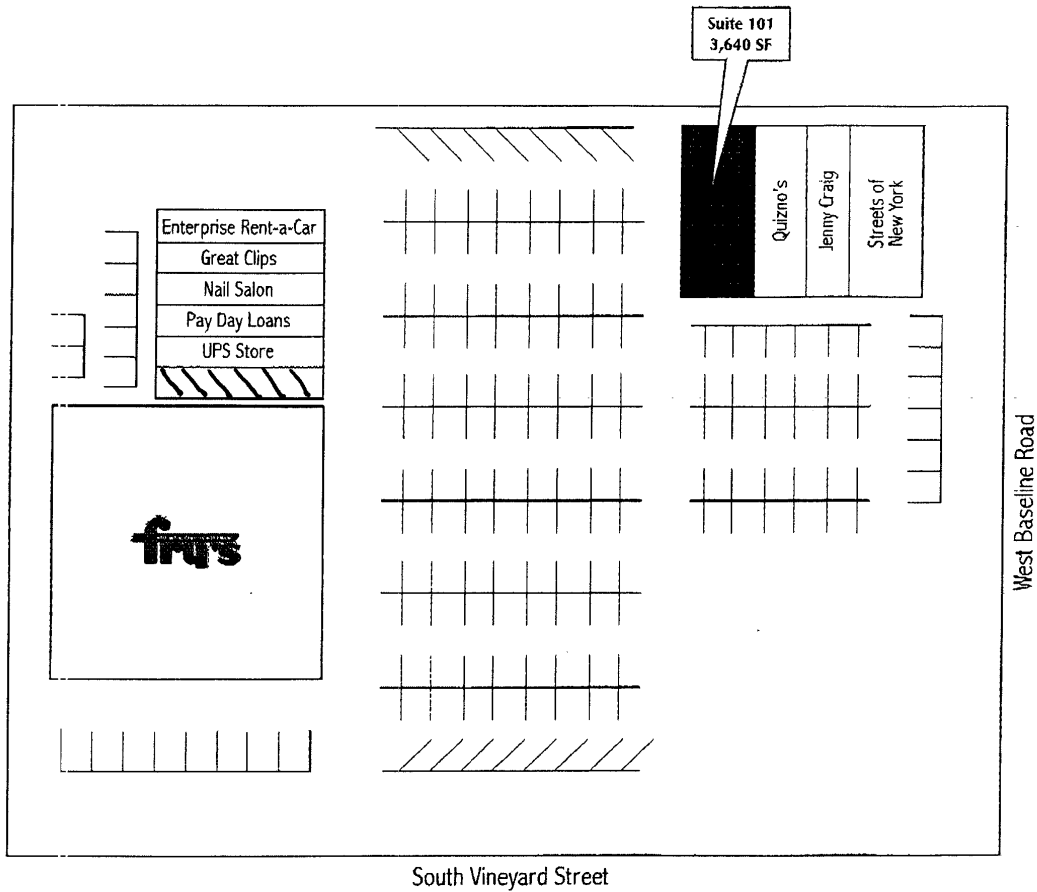 Suite 101
3,640 SF
Enterprise Rent-a-Car
Great Clips
Nail Salon
Pay Day Loans
UPS Store
fry's
Quizno's
Jenny Craig
Streets of
New York
West Baseline Road
South Vineyard Street